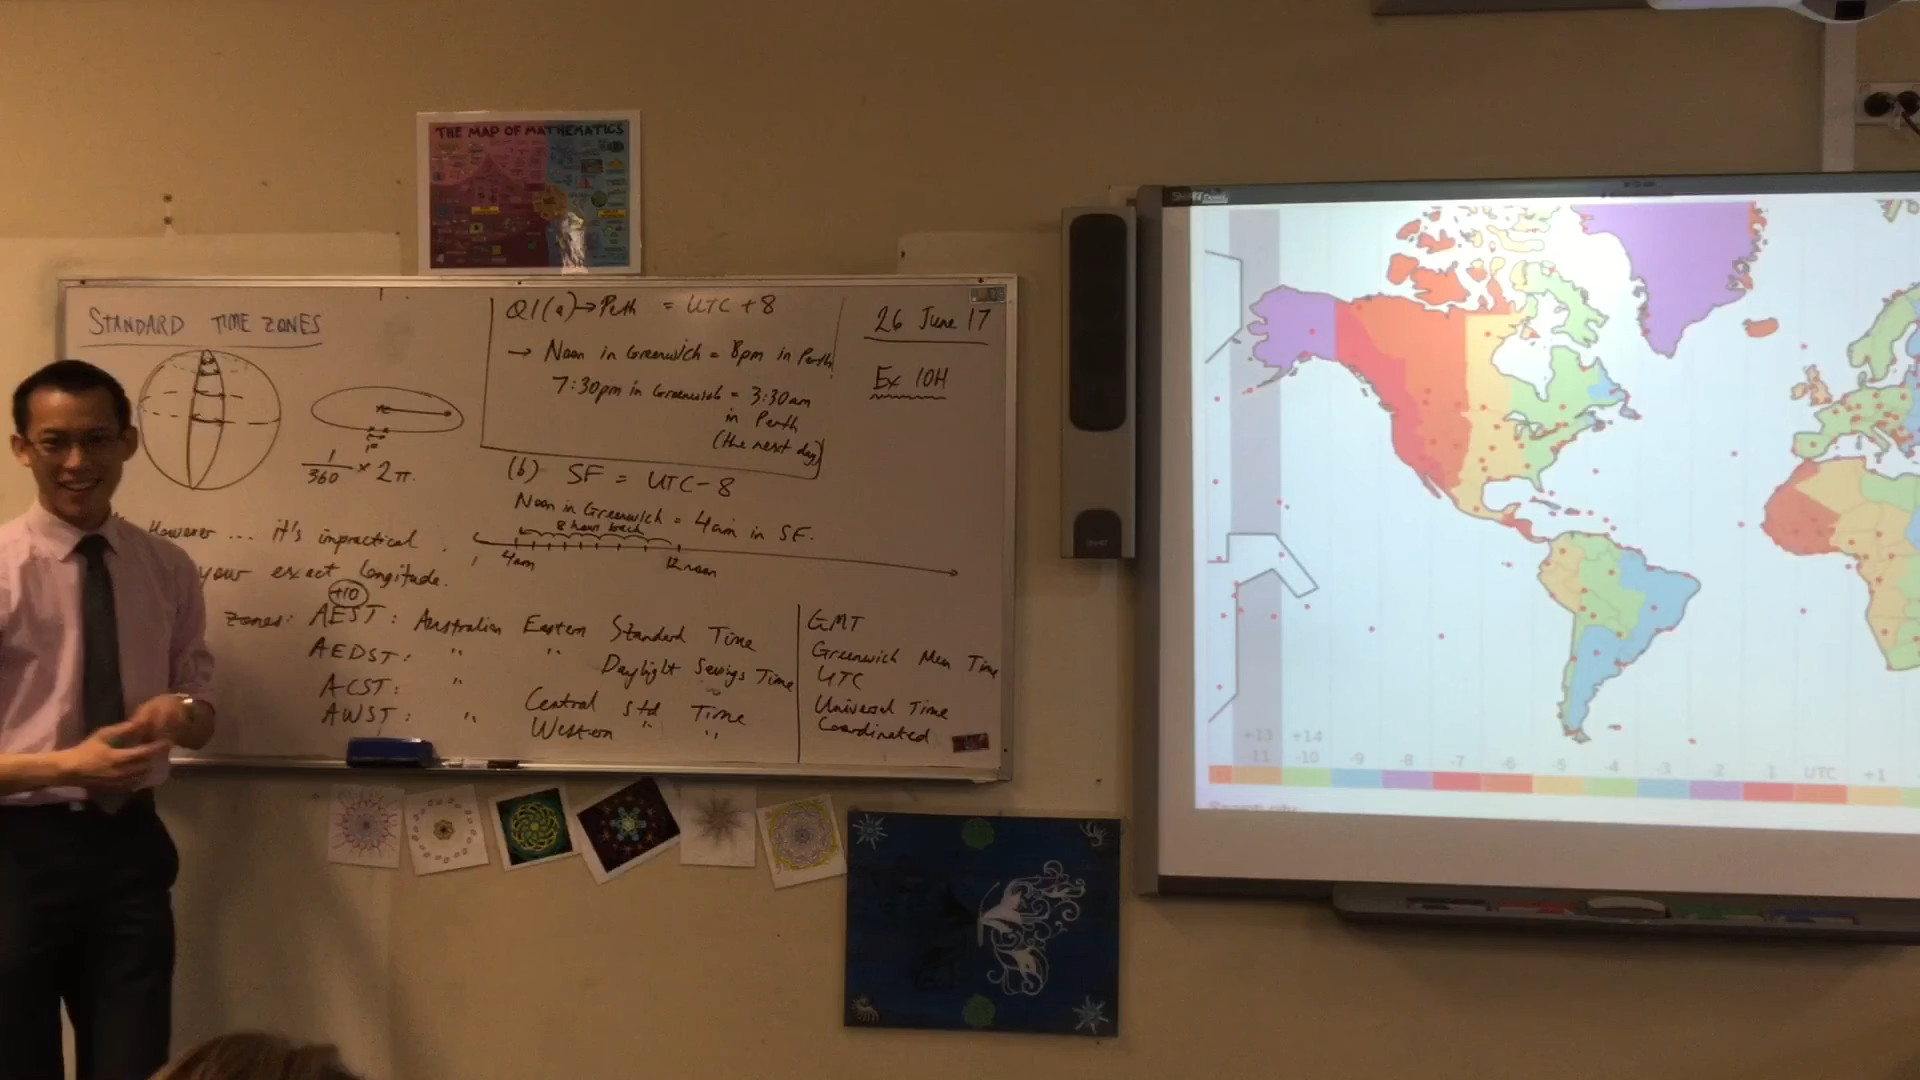 THE MAP OF MATHEMATICS
STANDARD TIME ZONES
1/360 × 2π.
1°
However ... it's impractical
your exact longitude.
+10
Zones: AEST: Australian Eastern Standard Time
AEDST: " " Daylight Savings Time
ACST: " Central Std Time
AWST: " Western " "
Q1(a) → Perth = UTC +8
→ Noon in Greenwich = 8pm in Perth
7:30pm in Greenwich = 3:30am
in Perth
(the next day)
(b) SF = UTC-8
Noon in Greenwich = 4am in SF.
8 hours back
4am 12 noon
26 June 17
Ex 10H
GMT
Greenwich Mean Time
UTC
Universal Time
Coordinated
+13 +14
-11 -10 -9 -8 -7 -6 -5 -4 -3 -2 1 UTC +1